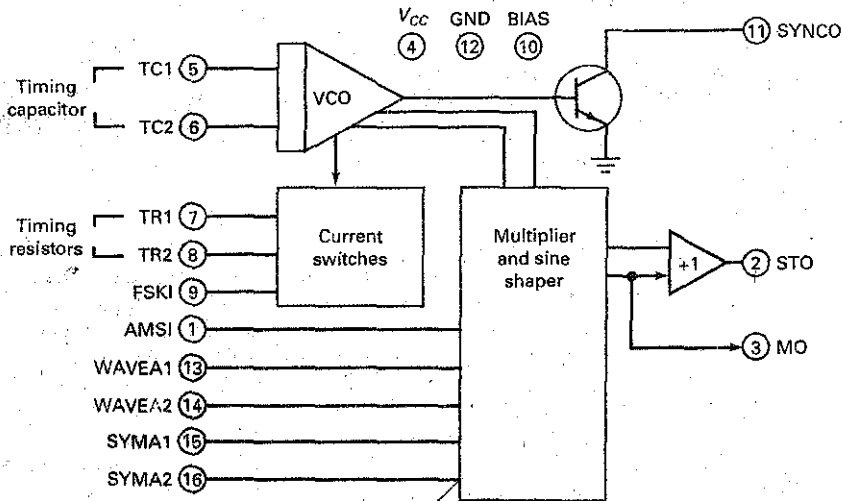 V_CC GND BIAS
4 12 10
11 SYNCO
TC1 5
Timing
capacitor
VCO
TC2 6
TR1 7
Timing
resistors
TR2 8
FSKI 9
Current
switches
Multiplier
and sine
shaper
+1
2 STO
AMSI 1
3 MO
WAVEA1 13
WAVEA2 14
SYMA1 15
SYMA2 16